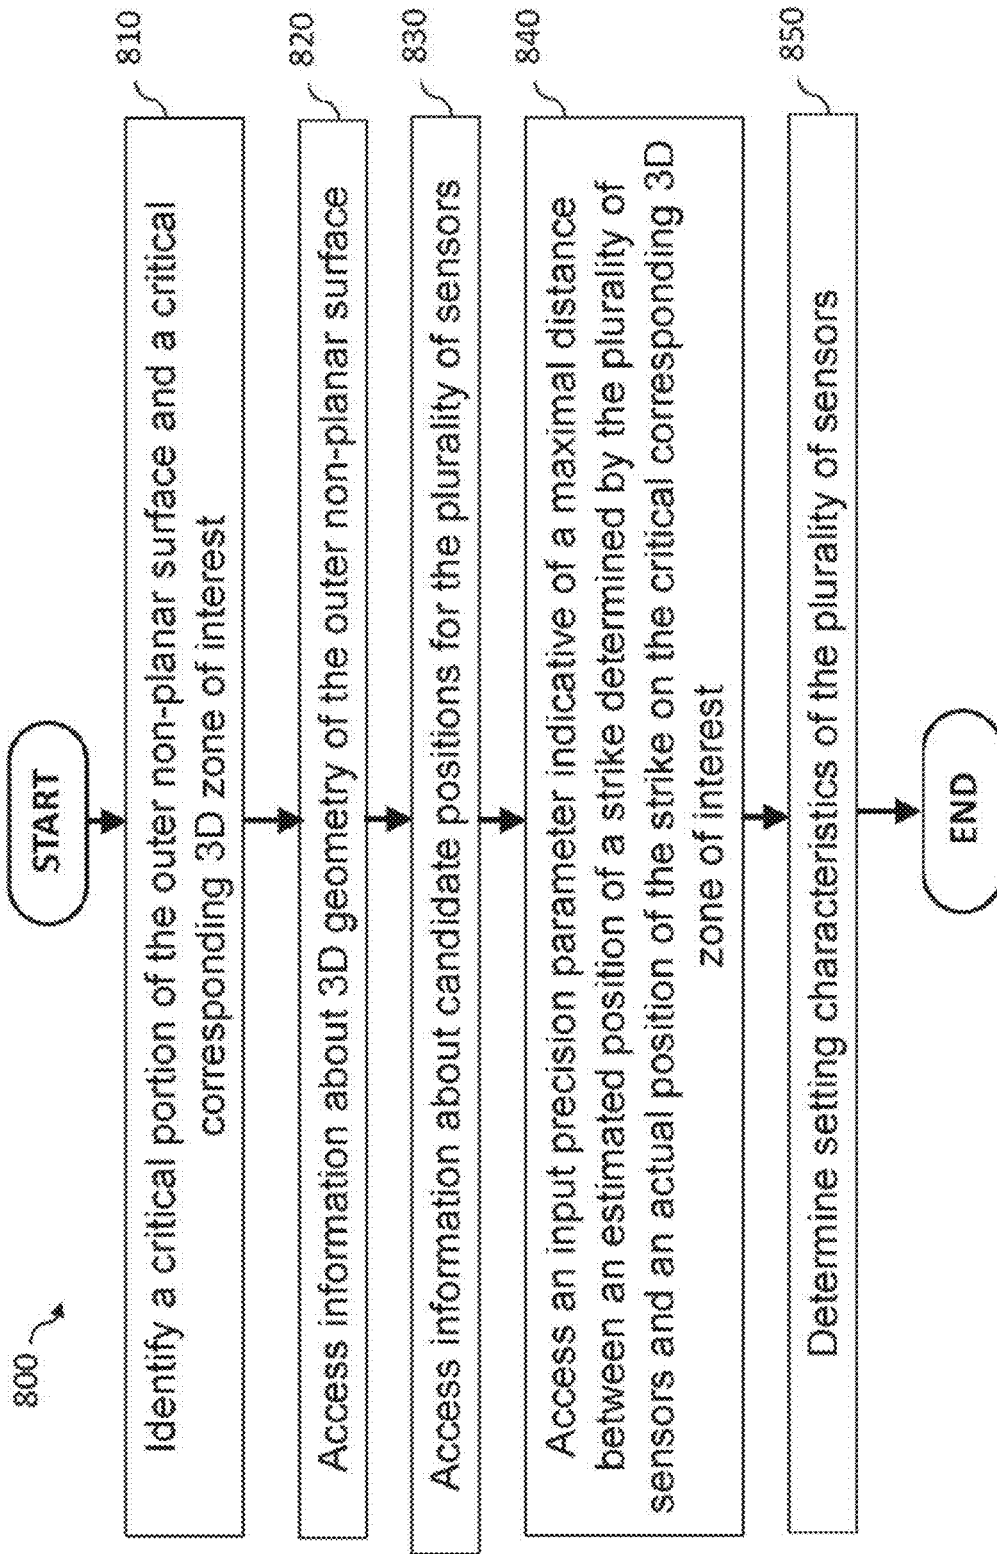 800
START
810
Identify a critical portion of the outer non-planar surface and a critical
corresponding 3D zone of interest
820
Access information about 3D geometry of the outer non-planar surface
830
Access information about candidate positions for the plurality of sensors
840
Access an input precision parameter indicative of a maximal distance
between an estimated position of a strike determined by the plurality of
sensors and an actual position of the strike on the critical corresponding 3D
zone of interest
850
Determine setting characteristics of the plurality of sensors
END